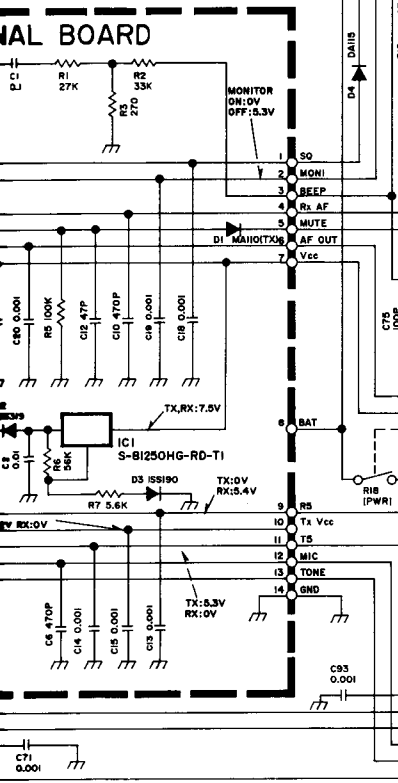 NAL BOARD
C1
0.1
R1
27K
R2
33K
R3
270
MONITOR
ON:0V
OFF:5.3V
D4 DA115
1 SQ
2 MONI
3 BEEP
4 Rx AF
5 MUTE
D1 MA110(TX)
6 AF OUT
7 Vcc
C20 0.001
R5 100K
C12 47P
C10 470P
C19 0.001
C18 0.001
C75
100P
TX,RX:7.5V
IC1
S-81250HG-RD-T1
8 BAT
R6
56K
0.01
D3 1SS190
R7 5.6K
TX:0V
RX:5.4V
R18
[PWR]
9 R5
RX:0V
10 Tx Vcc
11 T5
12 MIC
13 TONE
14 GND
TX:5.3V
RX:0V
C6 470P
C14 0.001
C15 0.001
C13 0.001
C93
0.001
C71
0.001